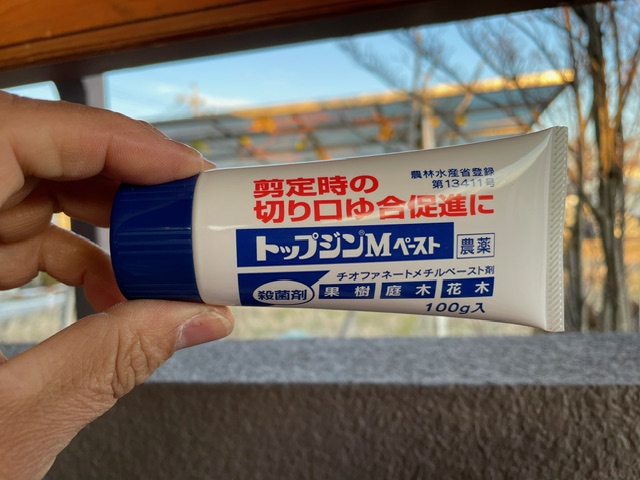 農林水産省登録
第13411号
剪定時の
切り口ゆ合促進に
トップジンMペースト 農薬
チオファネートメチルペースト剤
殺菌剤 果樹 庭木 花木
100g入